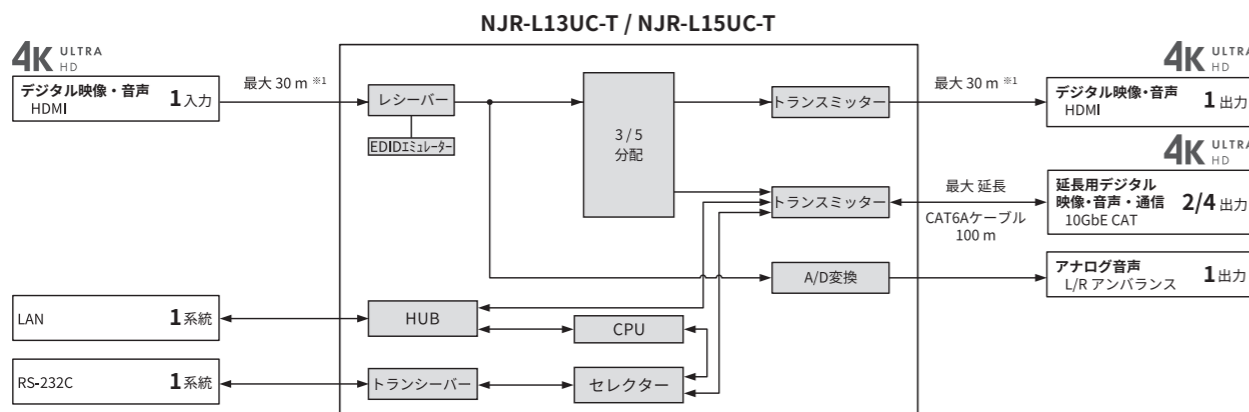 NJR-L13UC-T / NJR-L15UC-T
4K ULTRA HD
デジタル映像・音声
HDMI
1入力
最大 30 m ※1
レシーバー
EDIDエミュレーター
3 / 5
分配
トランスミッター
最大 30 m ※1
4K ULTRA HD
デジタル映像・音声
HDMI
1出力
トランスミッター
最大 延長
CAT6Aケーブル
100 m
4K ULTRA HD
延長用デジタル
映像・音声・通信
10GbE CAT
2/4出力
A/D変換
アナログ音声
L/R アンバランス
1出力
LAN
1系統
HUB
CPU
RS-232C
1系統
トランシーバー
セレクター